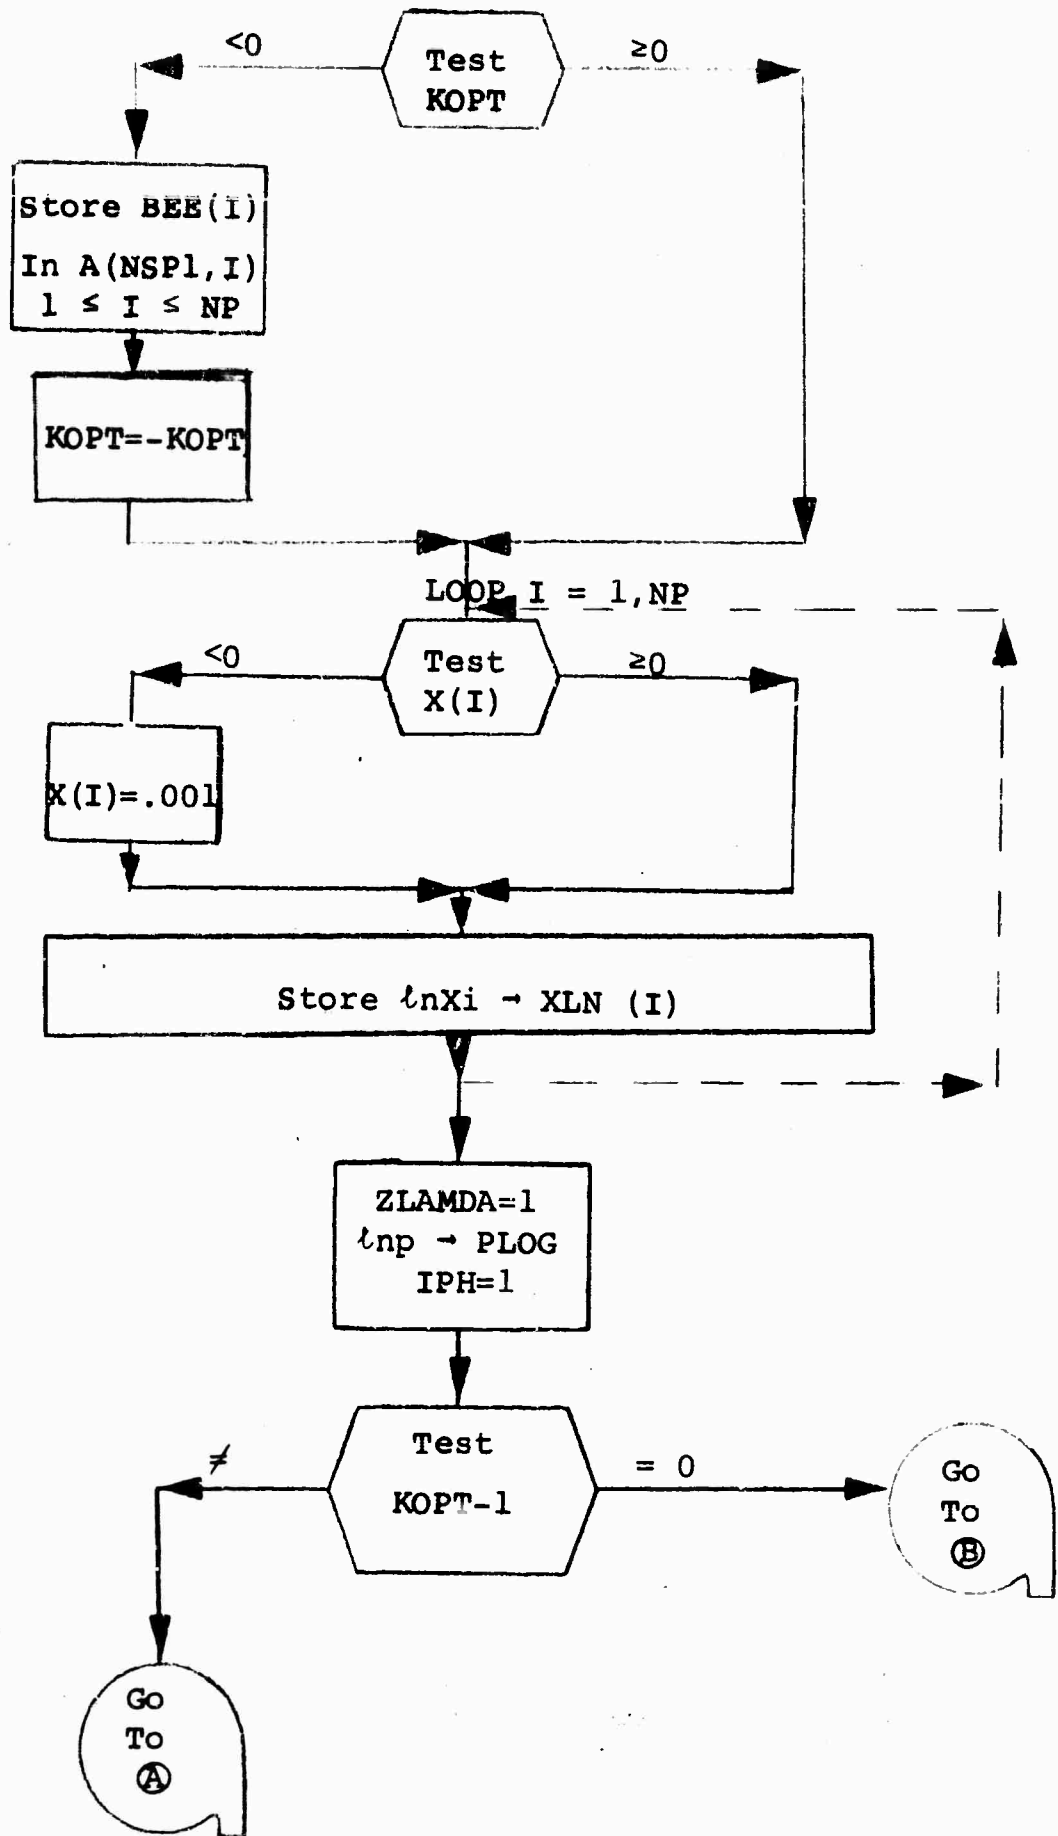 <0
Test
KOPT
≥0
Store BEE(I)
In A(NSP1,I)
1 ≤ I ≤ NP
KOPT=-KOPT
LOOP I = 1,NP
<0
Test
X(I)
≥0
X(I)=.001
Store ℓnXi → XLN (I)
ZLAMDA=1
ℓnp → PLOG
IPH=1
≠
Test
KOPT-1
= 0
Go
To
Ⓑ
Go
To
Ⓐ